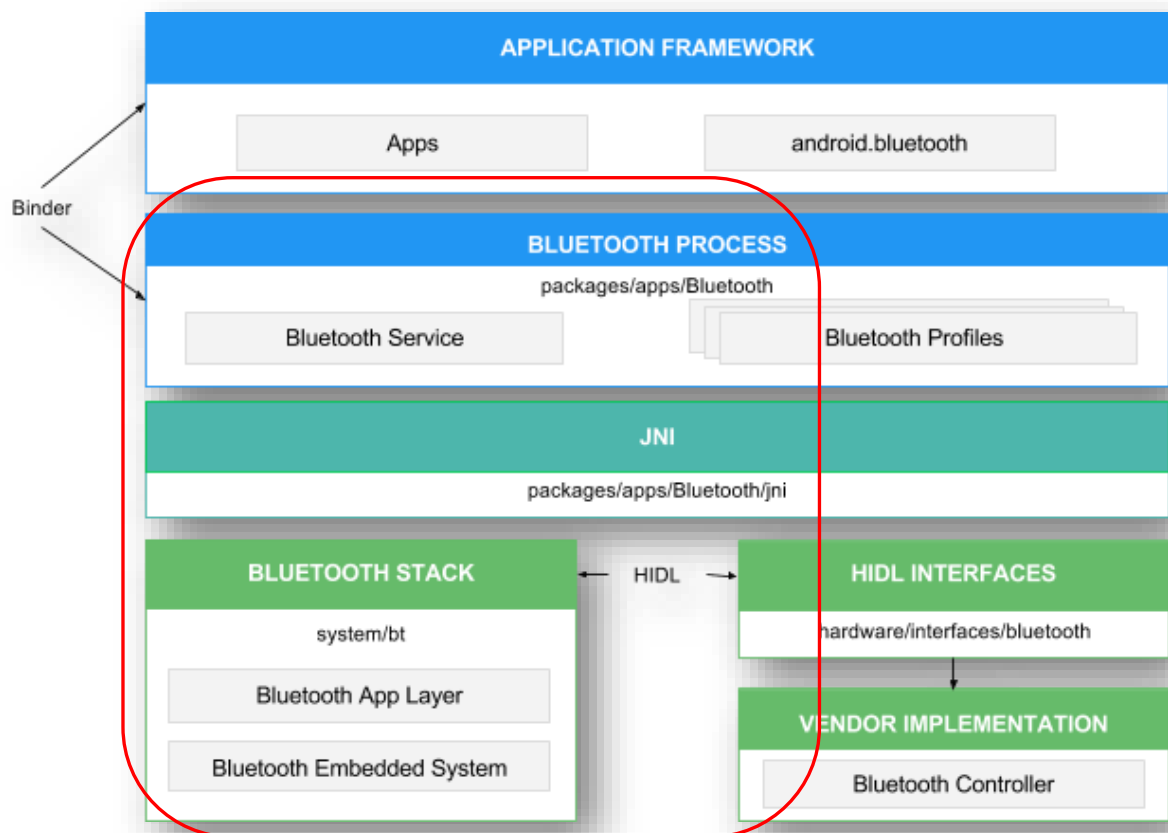 APPLICATION FRAMEWORK
Apps
android.bluetooth
Binder
BLUETOOTH PROCESS
packages/apps/Bluetooth
Bluetooth Service
Bluetooth Profiles
JNI
packages/apps/Bluetooth/jni
BLUETOOTH STACK
HIDL
HIDL INTERFACES
system/bt
hardware/interfaces/bluetooth
Bluetooth App Layer
VENDOR IMPLEMENTATION
Bluetooth Embedded System
Bluetooth Controller